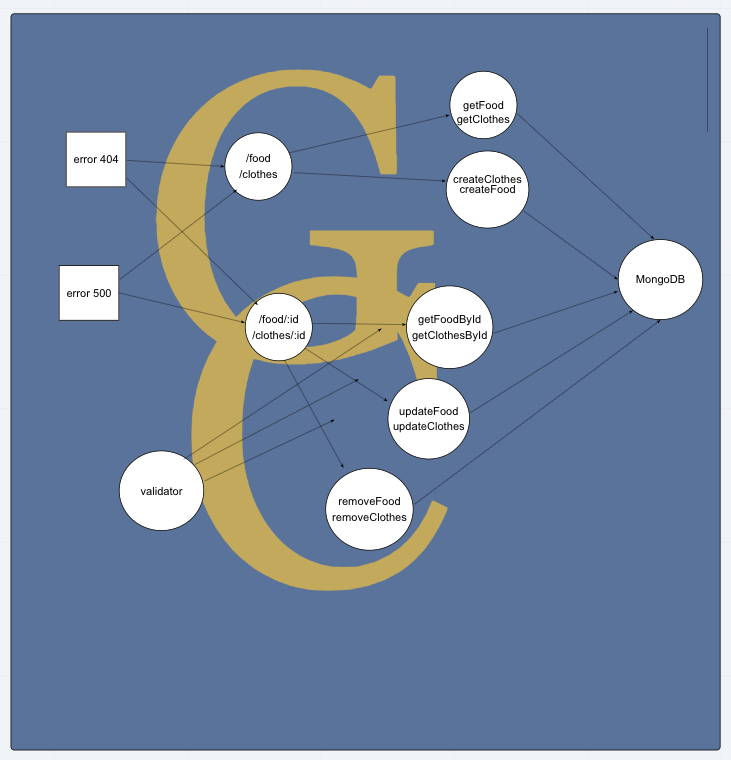 getFood
getClothes
error 404
/food
/clothes
createClothes
createFood
error 500
MongoDB
/food/:id
/clothes/:id
getFoodById
getClothesById
updateFood
updateClothes
validator
removeFood
removeClothes